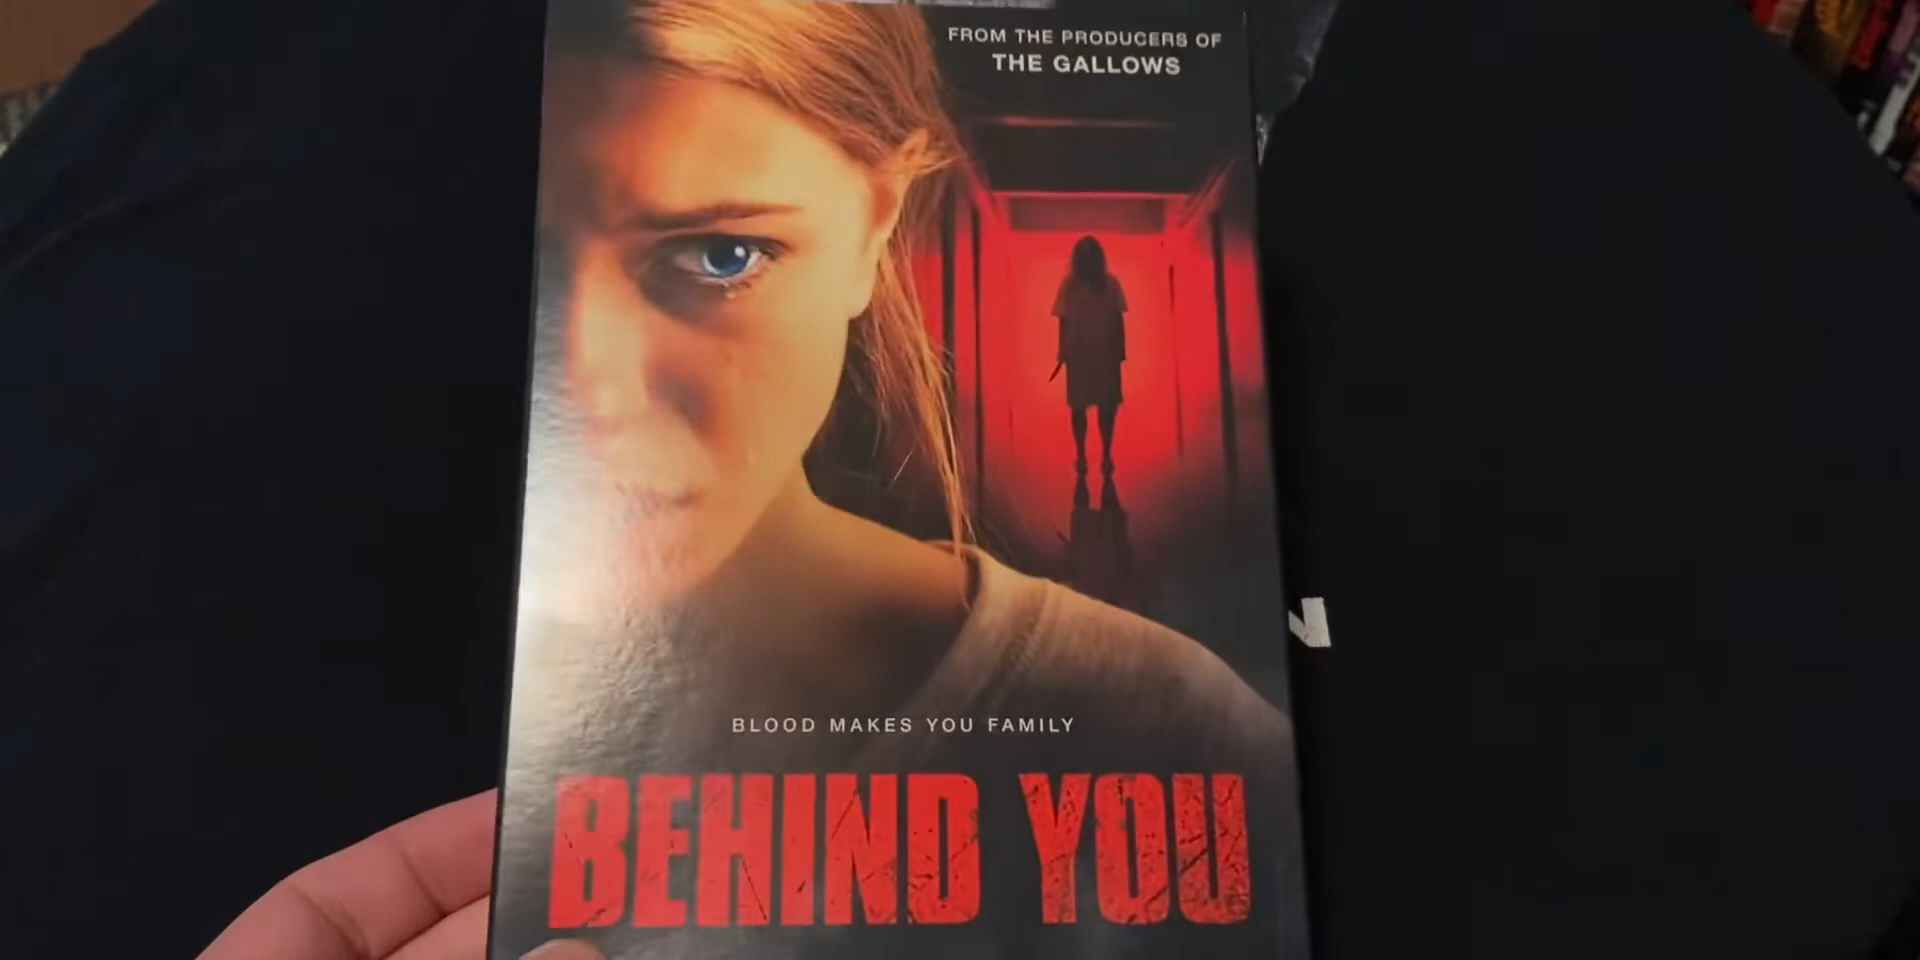 FROM THE PRODUCERS OF
THE GALLOWS
BLOOD MAKES YOU FAMILY
BEHIND YOU